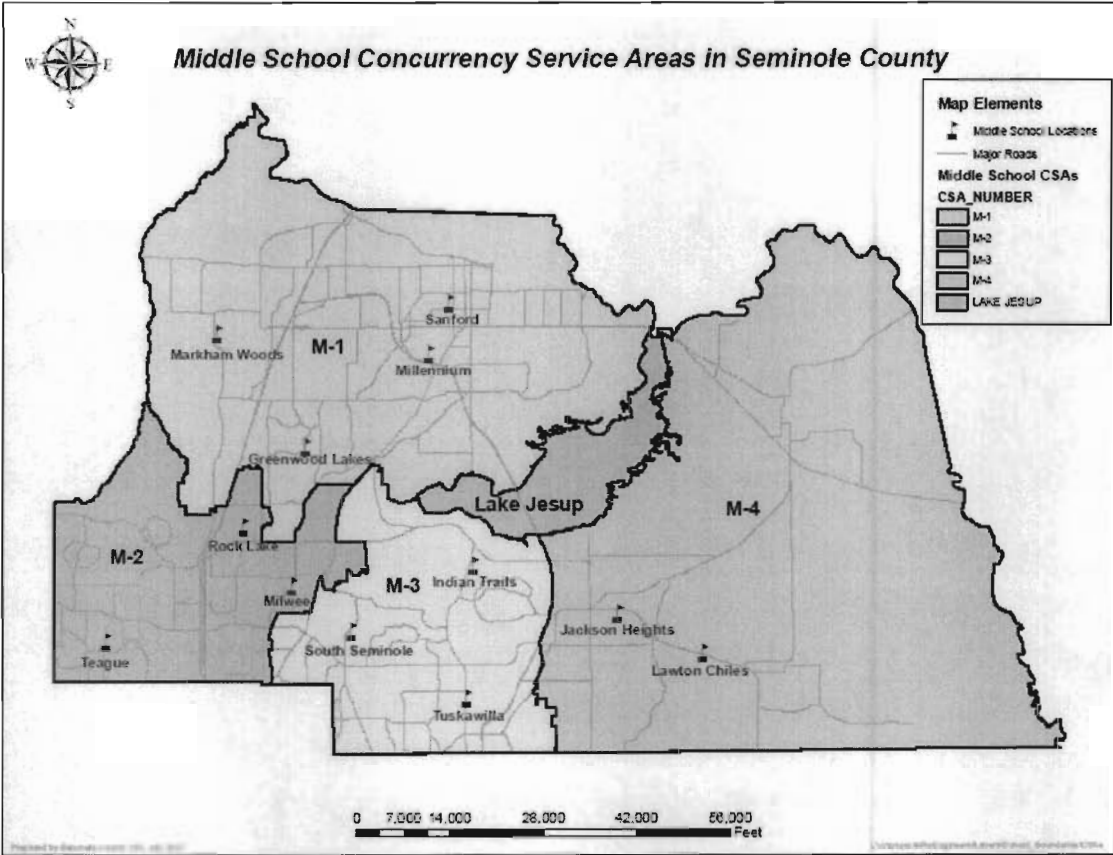 N
Middle School Concurrency Service Areas in Seminole County
W E
S
Map Elements
Middle School Locations
Major Roads
Middle School CSAs
CSA_NUMBER
M-1
M-2
M-3
M-4
LAKE JESUP
Sanford
Markham Woods
M-1
Millennium
Greenwood Lakes
Lake Jesup
M-4
Rock Lake
M-2
Indian Trails
M-3
Milwee
Jackson Heights
South Seminole
Teague
Lawton Chiles
Tuskawilla
0 7,000 14,000 28,000 42,000 56,000
Feet